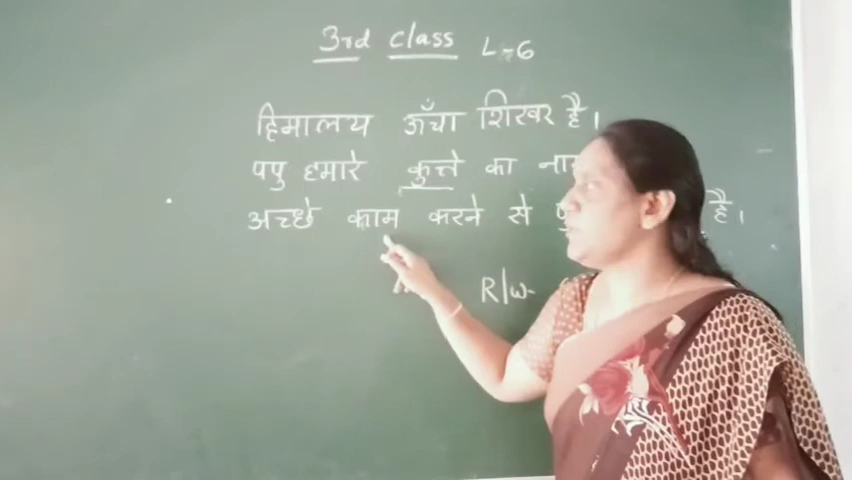 3rd class L-6
हिमालय ऊँचा शिखर है।
पपु हमारे कुत्ते का
अच्छे काम करने से है।
R/w-